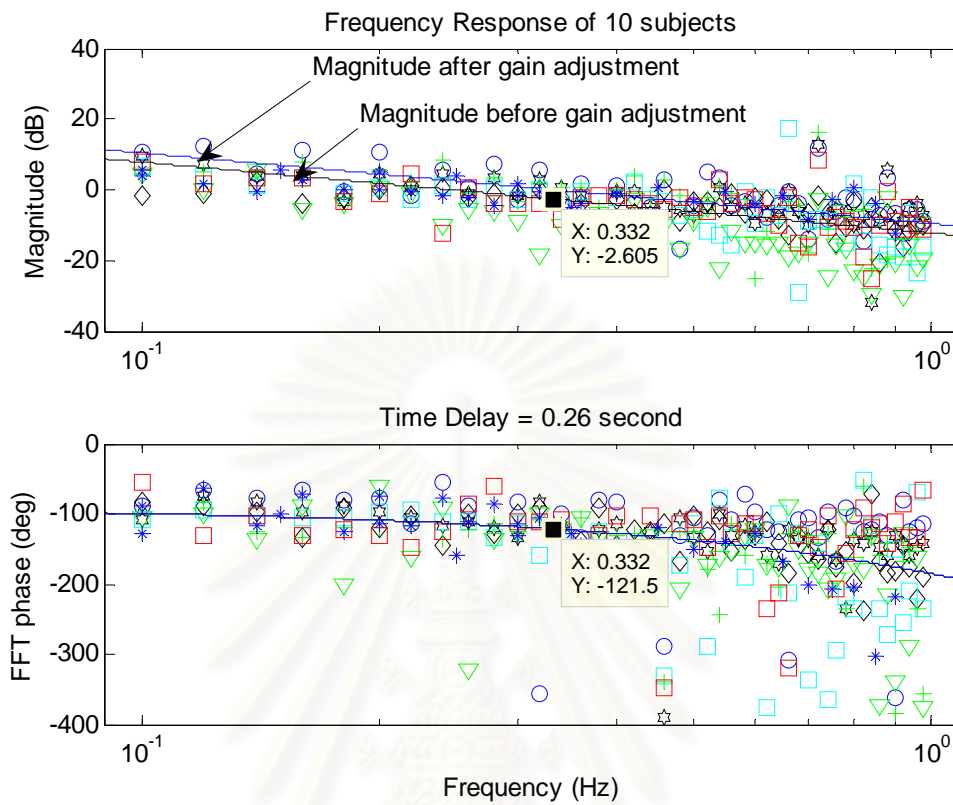 Frequency Response of 10 subjects
40
20
0
-20
-40
Magnitude (dB)
Magnitude after gain adjustment
Magnitude before gain adjustment
X: 0.332
Y: -2.605
10^-1
10^0
Time Delay = 0.26 second
0
-100
-200
-300
-400
FFT phase (deg)
X: 0.332
Y: -121.5
10^-1
10^0
Frequency (Hz)